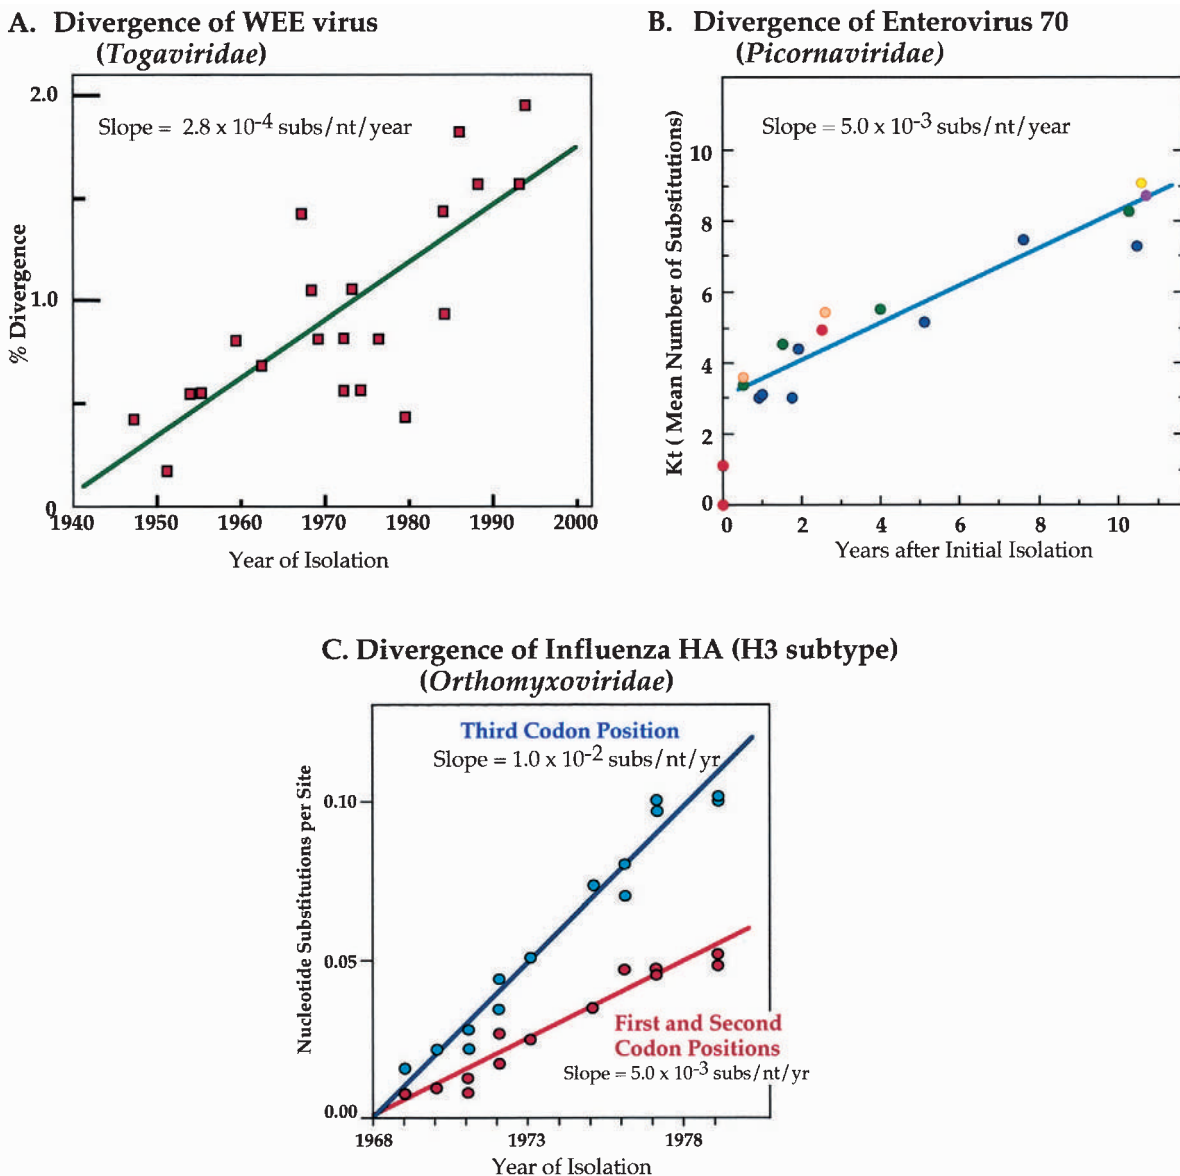 A. Divergence of WEE virus
(Togaviridae)
Slope = 2.8 x 10-4 subs/nt/year
% Divergence
2.0
1.0
0
1940 1950 1960 1970 1980 1990 2000
Year of Isolation
B. Divergence of Enterovirus 70
(Picornaviridae)
Slope = 5.0 x 10-3 subs/nt/year
Kt ( Mean Number of Substitutions)
10
8
6
4
2
0
0 2 4 6 8 10
Years after Initial Isolation
C. Divergence of Influenza HA (H3 subtype)
(Orthomyxoviridae)
Third Codon Position
Slope = 1.0 x 10-2 subs/nt/yr
Nucleotide Substitutions per Site
0.10
0.05
0.00
First and Second
Codon Positions
Slope = 5.0 x 10-3 subs/nt/yr
1968 1973 1978
Year of Isolation